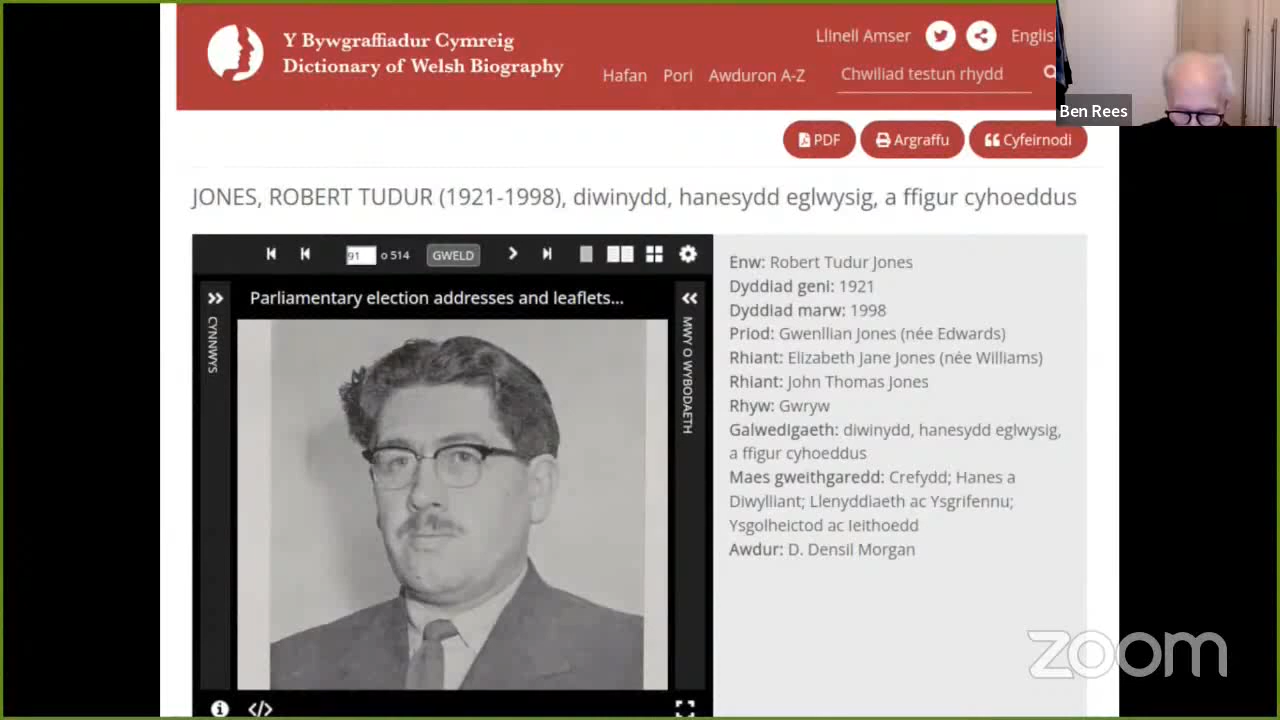 Y Bywgraffiadur Cymreig
Dictionary of Welsh Biography
Llinell Amser
Englis
Hafan Pori Awduron A-Z
Chwiliad testun rhydd
Ben Rees
PDF
Argraffu
Cyfeirnodi
JONES, ROBERT TUDUR (1921-1998), diwinydd, hanesydd eglwysig, a ffigur cyhoeddus
91 o 514 GWELD
Parliamentary election addresses and leaflets...
CYNNWYS
MWY O WYBODAETH
Enw: Robert Tudur Jones
Dyddiad geni: 1921
Dyddiad marw: 1998
Priod: Gwenllian Jones (née Edwards)
Rhiant: Elizabeth Jane Jones (née Williams)
Rhiant: John Thomas Jones
Rhyw: Gwryw
Galwedigaeth: diwinydd, hanesydd eglwysig,
a ffigur cyhoeddus
Maes gweithgaredd: Crefydd; Hanes a
Diwylliant; Llenyddiaeth ac Ysgrifennu;
Ysgolheictod ac Ieithoedd
Awdur: D. Densil Morgan
zoom